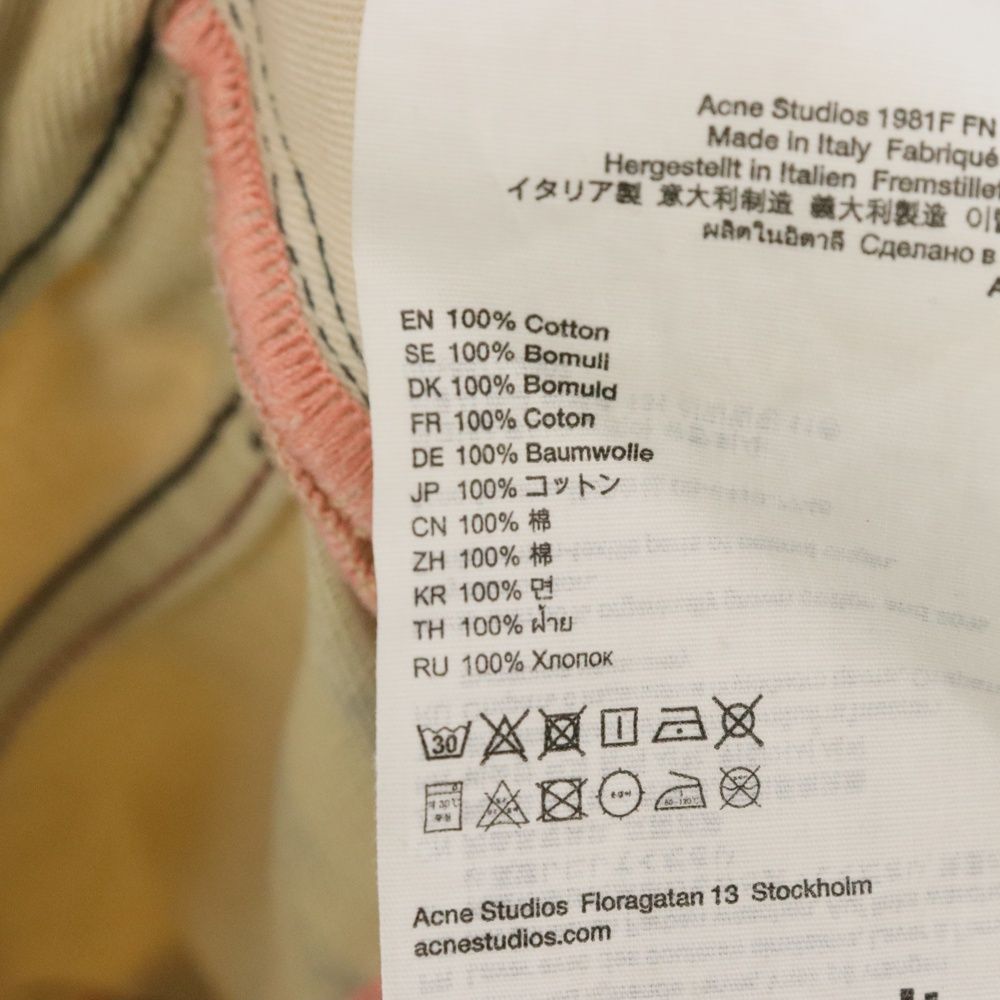 Acne Studios 1981F FN
Made in Italy Fabriqué
Hergestellt in Italien Fremstillet
イタリア製 意大利制造 義大利製造 이
ผลิตในอิตาลี Сделано в
EN 100% Cotton
SE 100% Bomull
DK 100% Bomuld
FR 100% Coton
DE 100% Baumwolle
JP 100% コットン
CN 100% 棉
ZH 100% 棉
KR 100% 면
TH 100% ฝ้าย
RU 100% Хлопок
30
Acne Studios Floragatan 13 Stockholm
acnestudios.com